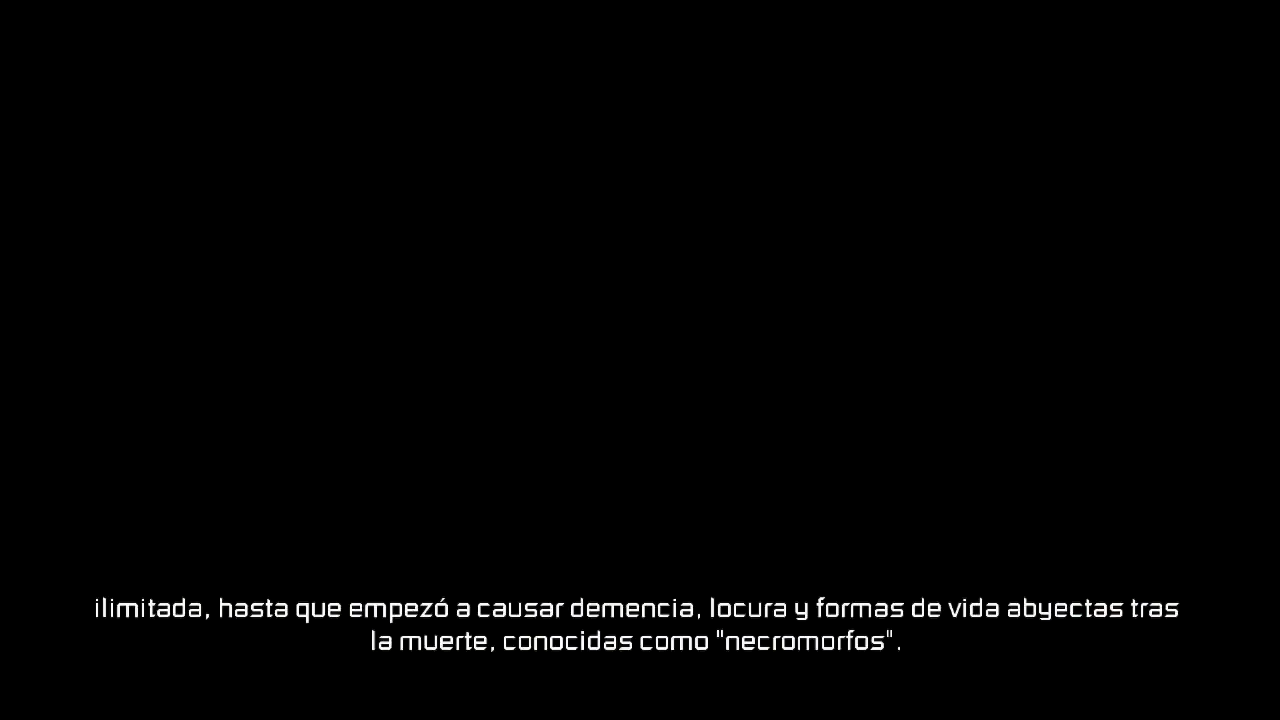 ilimitada, hasta que empezó a causar demencia, locura y formas de vida abyectas tras
la muerte, conocidas como "necromorfos".